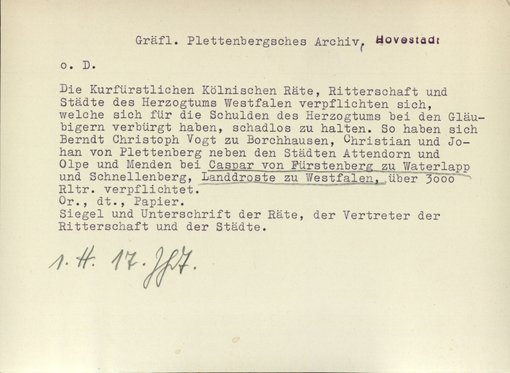 Gräfl. Plettenbergsches Archiv, Hovestadt
o. D.
Die Kurfürstlichen Kölnischen Räte, Ritterschaft und
Städte des Herzogtums Westfalen verpflichten sich,
welche sich für die Schulden des Herzogtums bei den Gläu-
bigern verbürgt haben, schadlos zu halten. So haben sich
Berndt Christoph Vogt zu Borchhausen, Christian und Jo-
han von Plettenberg neben den Städten Attendorn und
Olpe und Menden bei Caspar von Fürstenberg zu Waterlapp
und Schnellenberg, Landdroste zu Westfalen, über 3000
Rltr. verpflichtet.
Or., dt., Papier.
Siegel und Unterschrift der Räte, der Vertreter der
Ritterschaft und der Städte.
1. H. 17. Jh.